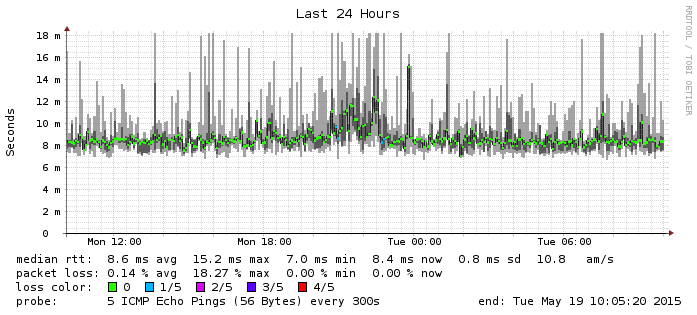 Last 24 Hours
RRDTOOL / TOBI OETIKER
Seconds
18 m
16 m
14 m
12 m
10 m
8 m
6 m
4 m
2 m
0
Mon 12:00 Mon 18:00 Tue 00:00 Tue 06:00
median rtt: 8.6 ms avg 15.2 ms max 7.0 ms min 8.4 ms now 0.8 ms sd 10.8 am/s
packet loss: 0.14 % avg 18.27 % max 0.00 % min 0.00 % now
loss color: 0 1/5 2/5 3/5 4/5
probe: 5 ICMP Echo Pings (56 Bytes) every 300s end: Tue May 19 10:05:20 2015